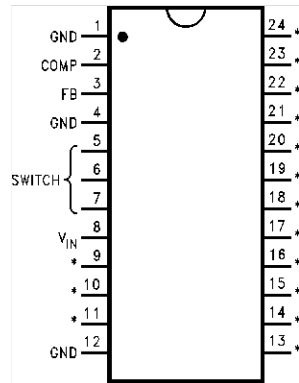 GND 1 24 *
COMP 2 23 *
FB 3 22 *
GND 4 21 *
5 20 *
SWITCH 6 19 *
7 18 *
VIN 8 17 *
* 9 16 *
* 10 15 *
* 11 14 *
GND 12 13 *